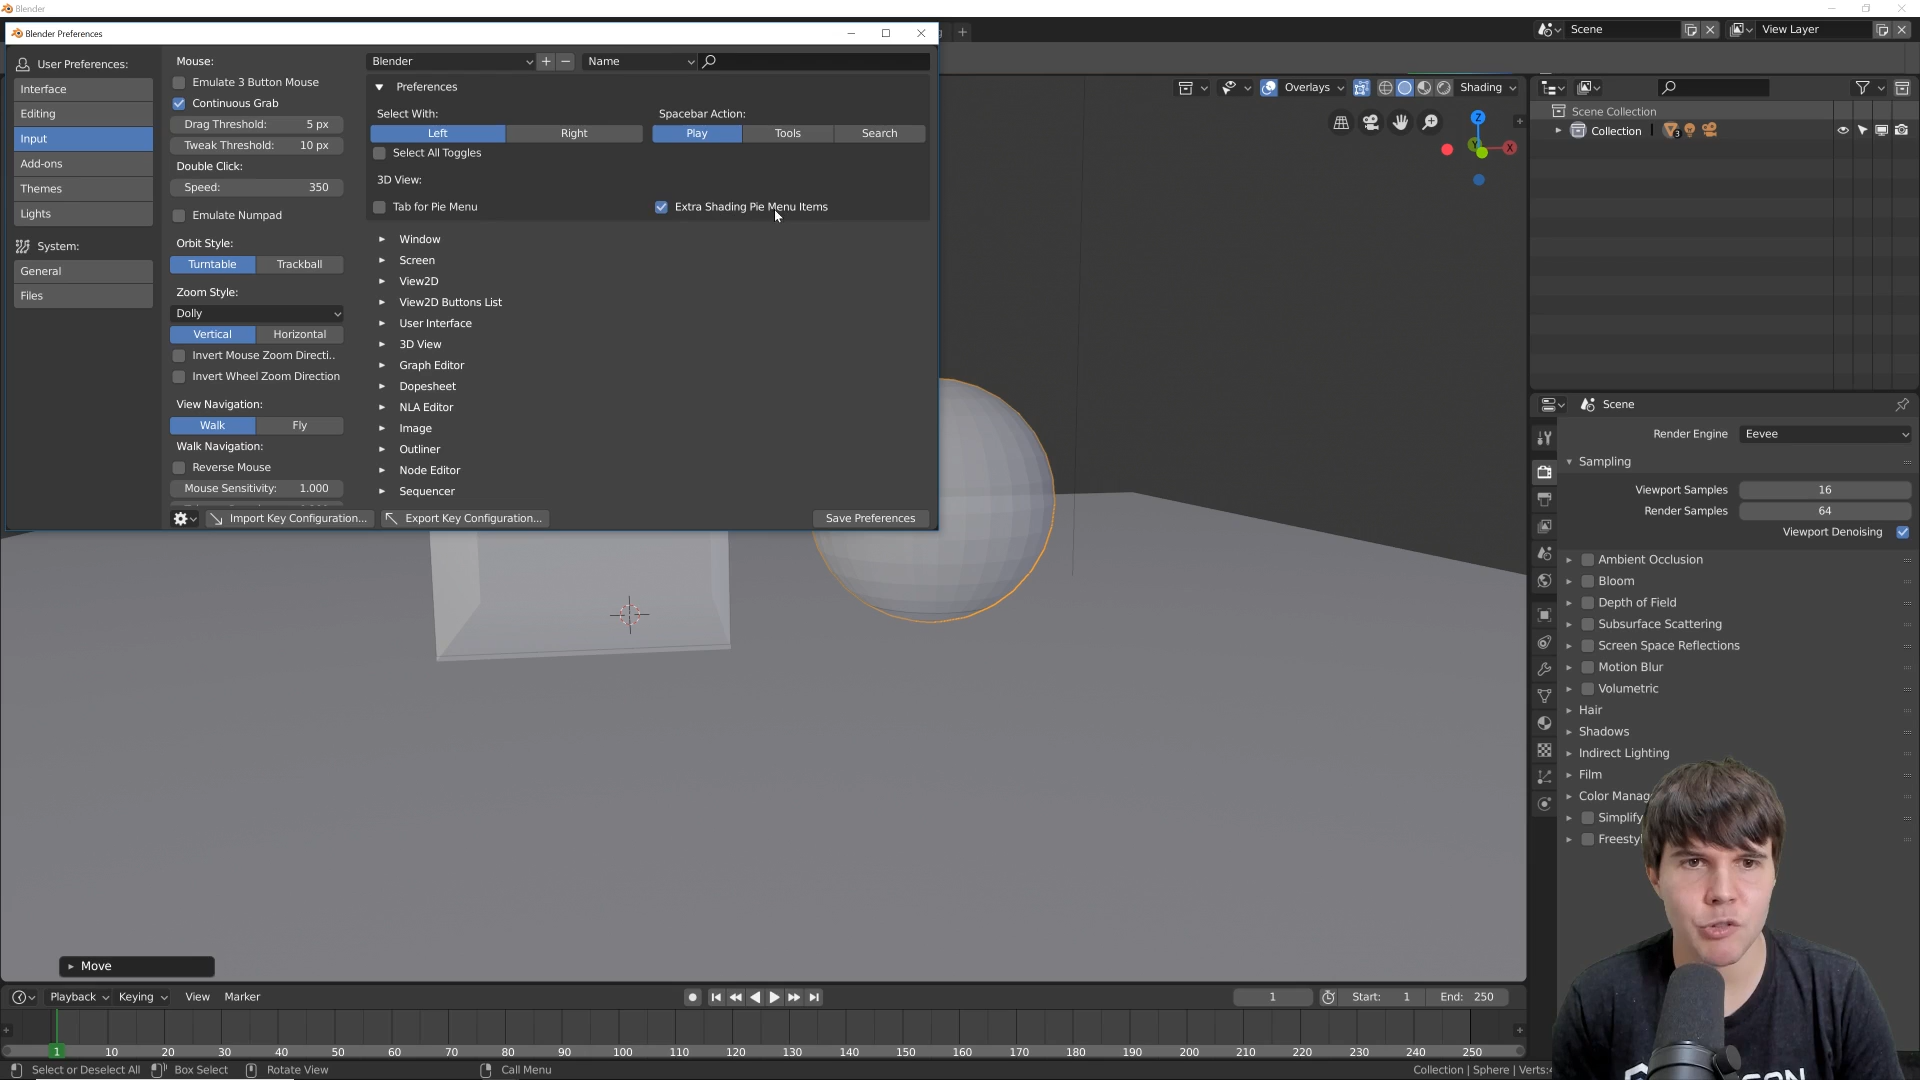 Blender
Blender Preferences
Scene
View Layer
User Preferences:
Interface
Editing
Input
Add-ons
Themes
Lights
System:
General
Files
Mouse:
Emulate 3 Button Mouse
Continuous Grab
Drag Threshold: 5 px
Tweak Threshold: 10 px
Double Click:
Speed: 350
Emulate Numpad
Orbit Style:
Turntable Trackball
Zoom Style:
Dolly
Vertical Horizontal
Invert Mouse Zoom Directi..
Invert Wheel Zoom Direction
View Navigation:
Walk Fly
Walk Navigation:
Reverse Mouse
Mouse Sensitivity: 1.000
Blender Name
Preferences
Select With: Spacebar Action:
Left Right Play Tools Search
Select All Toggles
3D View:
Tab for Pie Menu Extra Shading Pie Menu Items
Window
Screen
View2D
View2D Buttons List
User Interface
3D View
Graph Editor
Dopesheet
NLA Editor
Image
Outliner
Node Editor
Sequencer
Import Key Configuration... Export Key Configuration... Save Preferences
Overlays Shading
Z
Y X
Scene Collection
Collection 3
Scene
Render Engine Eevee
Sampling
Viewport Samples 16
Render Samples 64
Viewport Denoising
Ambient Occlusion
Bloom
Depth of Field
Subsurface Scattering
Screen Space Reflections
Motion Blur
Volumetric
Hair
Shadows
Indirect Lighting
Film
Color Manag
Simplify
Freestyl
Move
Playback Keying View Marker
1 Start: 1 End: 250
1 10 20 30 40 50 60 70 80 90 100 110 120 130 140 150 160 170 180 190 200 210 220 230 240 250
Select or Deselect All Box Select Rotate View Call Menu
Collection | Sphere | Verts:4